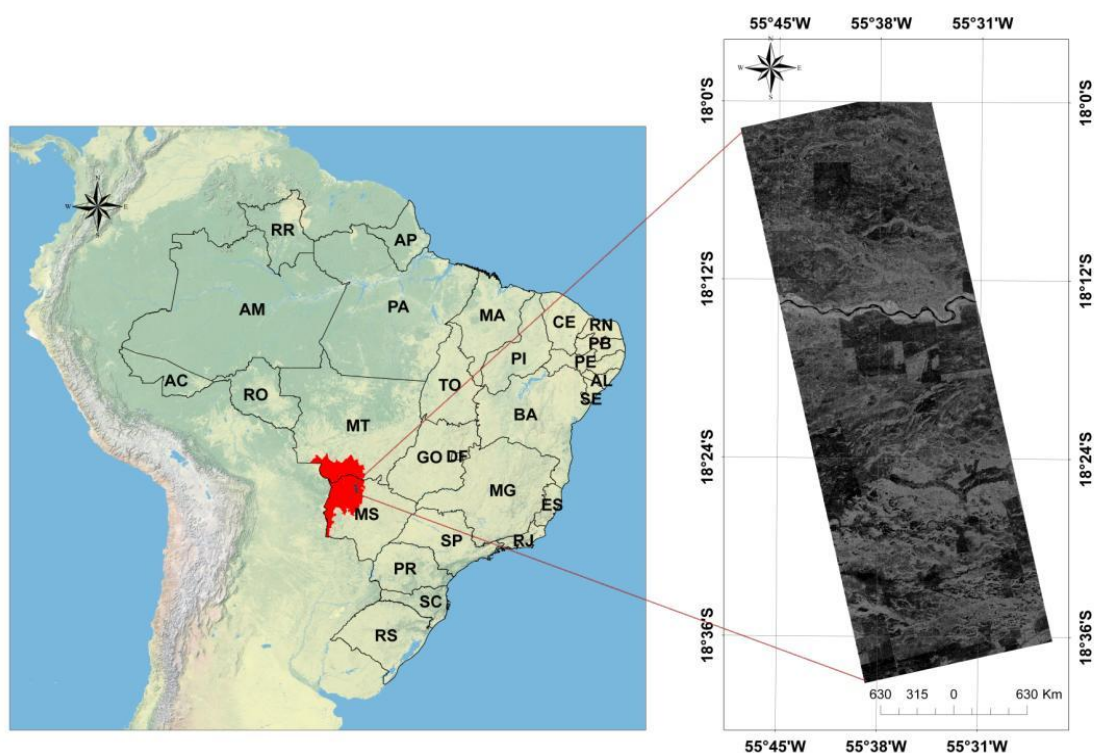 55°45'W 55°38'W 55°31'W
N
W E
S
18°0'S 18°0'S
N
W E
S
RR AP
AM PA MA CE RN
PB
PI PE
AC RO TO AL
SE
BA
MT
GO DF
MG
ES
MS
SP RJ
PR
SC
RS
18°12'S 18°12'S
18°24'S 18°24'S
18°36'S 18°36'S
630 315 0 630 Km
55°45'W 55°38'W 55°31'W